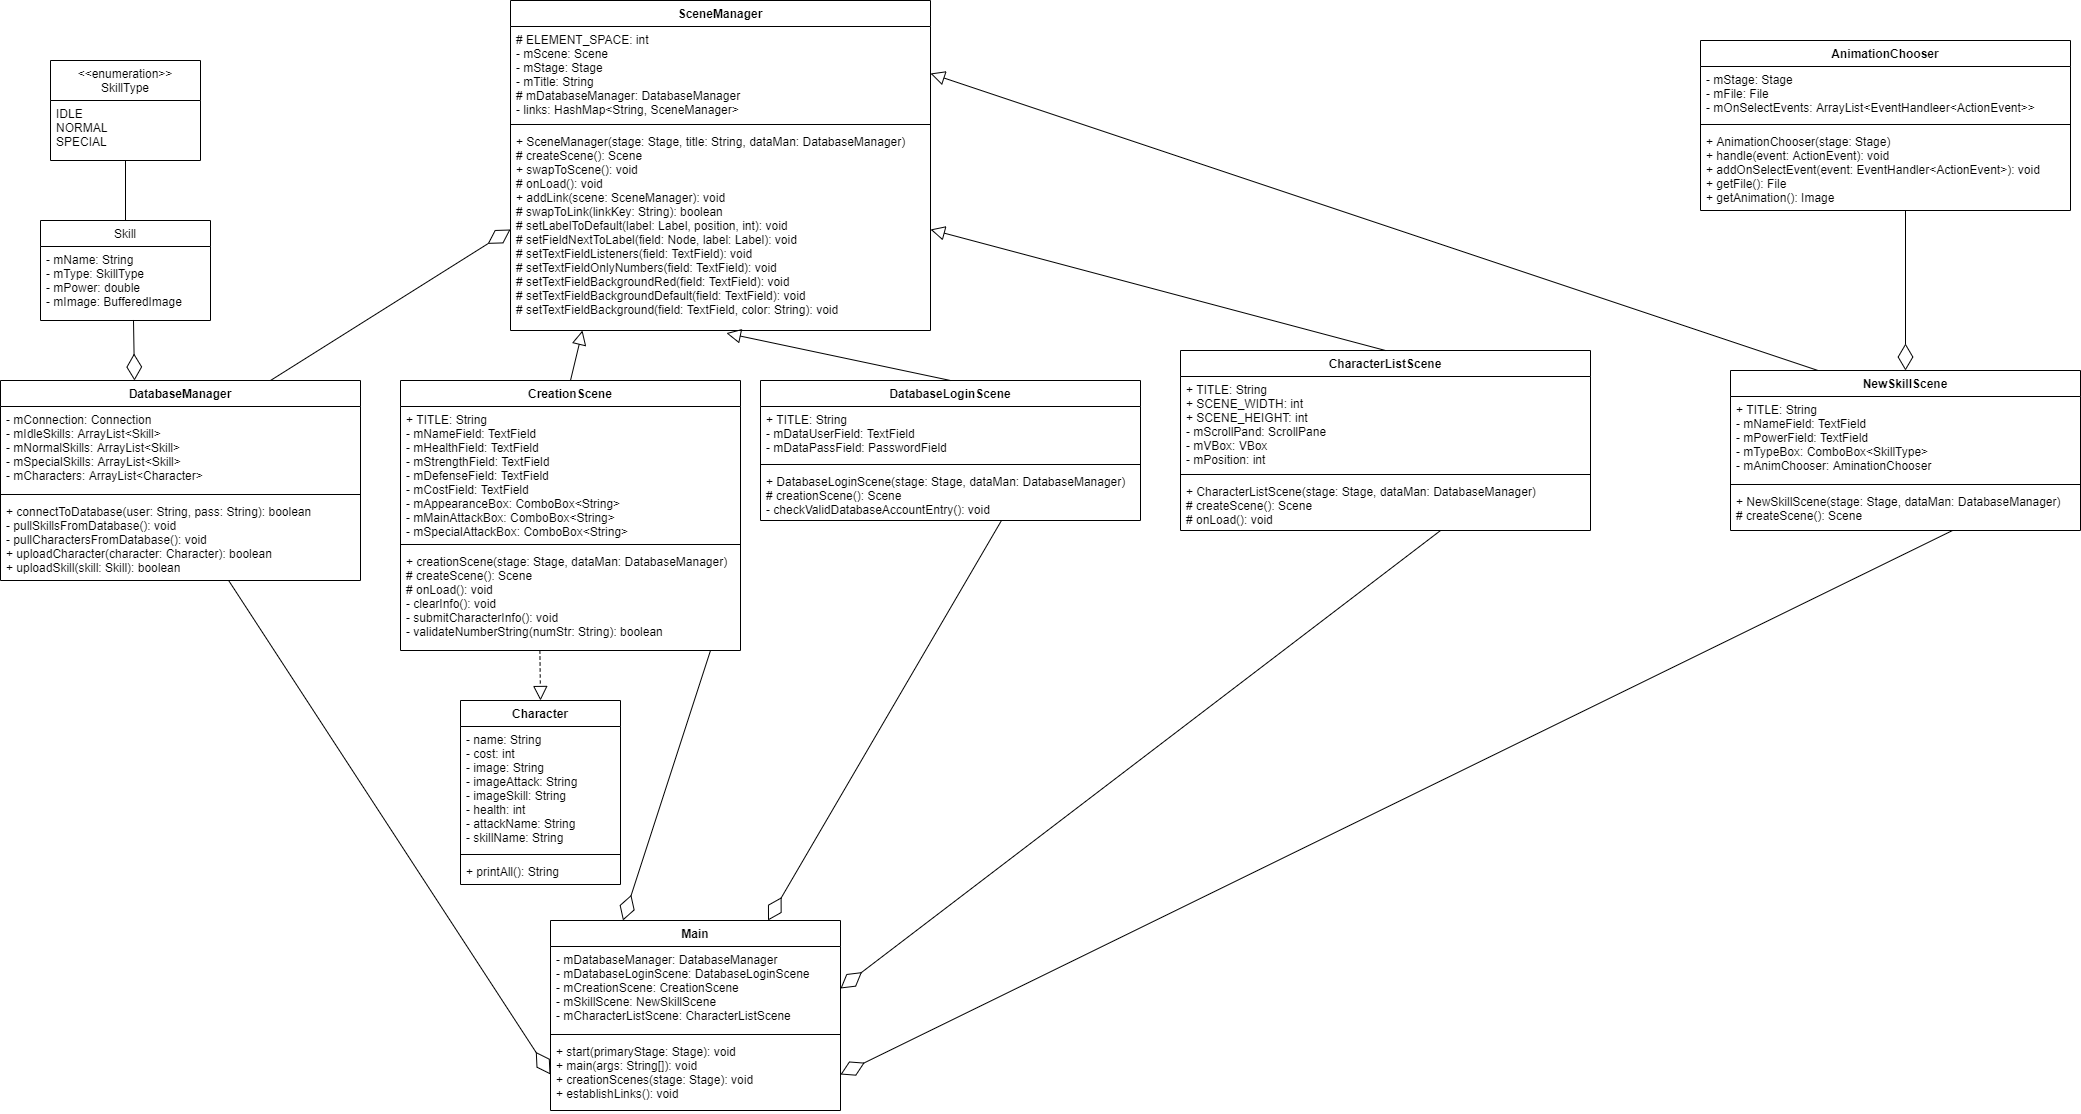 SceneManager
# ELEMENT_SPACE: int
- mScene: Scene
- mStage: Stage
- mTitle: String
# mDatabaseManager: DatabaseManager
- links: HashMap<String, SceneManager>
+ SceneManager(stage: Stage, title: String, dataMan: DatabaseManager)
# createScene(): Scene
+ swapToScene(): void
# onLoad(): void
+ addLink(scene: SceneManager): void
# swapToLink(linkKey: String): boolean
# setLabelToDefault(label: Label, position, int): void
# setFieldNextToLabel(field: Node, label: Label): void
# setTextFieldListeners(field: TextField): void
# setTextFieldOnlyNumbers(field: TextField): void
# setTextFieldBackgroundRed(field: TextField): void
# setTextFieldBackgroundDefault(field: TextField): void
# setTextFieldBackground(field: TextField, color: String): void
AnimationChooser
- mStage: Stage
- mFile: File
- mOnSelectEvents: ArrayList<EventHandleer<ActionEvent>>
+ AnimationChooser(stage: Stage)
+ handle(event: ActionEvent): void
+ addOnSelectEvent(event: EventHandler<ActionEvent>): void
+ getFile(): File
+ getAnimation(): Image
<<enumeration>>
SkillType
IDLE
NORMAL
SPECIAL
Skill
- mName: String
- mType: SkillType
- mPower: double
- mImage: BufferedImage
DatabaseManager
- mConnection: Connection
- mIdleSkills: ArrayList<Skill>
- mNormalSkills: ArrayList<Skill>
- mSpecialSkills: ArrayList<Skill>
- mCharacters: ArrayList<Character>
+ connectToDatabase(user: String, pass: String): boolean
- pullSkillsFromDatabase(): void
- pullCharactersFromDatabase(): void
+ uploadCharacter(character: Character): boolean
+ uploadSkill(skill: Skill): boolean
CreationScene
+ TITLE: String
- mNameField: TextField
- mHealthField: TextField
- mStrengthField: TextField
- mDefenseField: TextField
- mCostField: TextField
- mAppearanceBox: ComboBox<String>
- mMainAttackBox: ComboBox<String>
- mSpecialAttackBox: ComboBox<String>
+ creationScene(stage: Stage, dataMan: DatabaseManager)
# createScene(): Scene
# onLoad(): void
- clearInfo(): void
- submitCharacterInfo(): void
- validateNumberString(numStr: String): boolean
DatabaseLoginScene
+ TITLE: String
- mDataUserField: TextField
- mDataPassField: PasswordField
+ DatabaseLoginScene(stage: Stage, dataMan: DatabaseManager)
# creationScene(): Scene
- checkValidDatabaseAccountEntry(): void
CharacterListScene
+ TITLE: String
+ SCENE_WIDTH: int
+ SCENE_HEIGHT: int
- mScrollPand: ScrollPane
- mVBox: VBox
- mPosition: int
+ CharacterListScene(stage: Stage, dataMan: DatabaseManager)
# createScene(): Scene
# onLoad(): void
NewSkillScene
+ TITLE: String
- mNameField: TextField
- mPowerField: TextField
- mTypeBox: ComboBox<SkillType>
- mAnimChooser: AminationChooser
+ NewSkillScene(stage: Stage, dataMan: DatabaseManager)
# createScene(): Scene
Character
- name: String
- cost: int
- image: String
- imageAttack: String
- imageSkill: String
- health: int
- attackName: String
- skillName: String
+ printAll(): String
Main
- mDatabaseManager: DatabaseManager
- mDatabaseLoginScene: DatabaseLoginScene
- mCreationScene: CreationScene
- mSkillScene: NewSkillScene
- mCharacterListScene: CharacterListScene
+ start(primaryStage: Stage): void
+ main(args: String[]): void
+ creationScenes(stage: Stage): void
+ establishLinks(): void